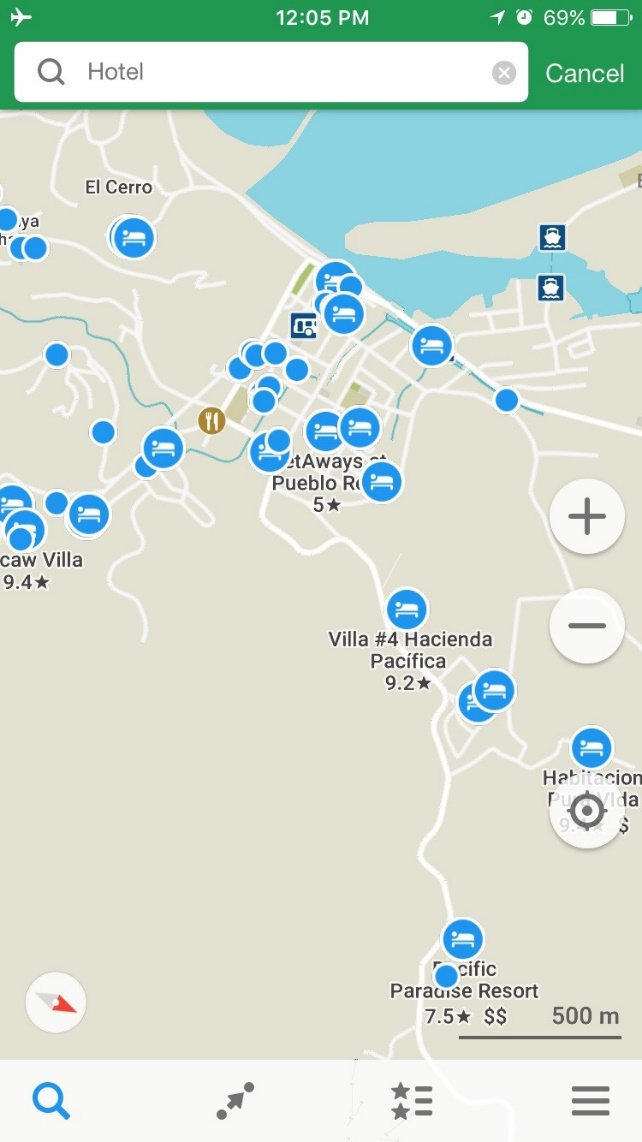 12:05 PM
69%
Hotel
Cancel
El Cerro
Pueblo
5★
caw Villa
9.4★
Villa #4 Hacienda
Pacífica
9.2★
Habitacion
$
Paradise Resort
7.5★ $$
500 m